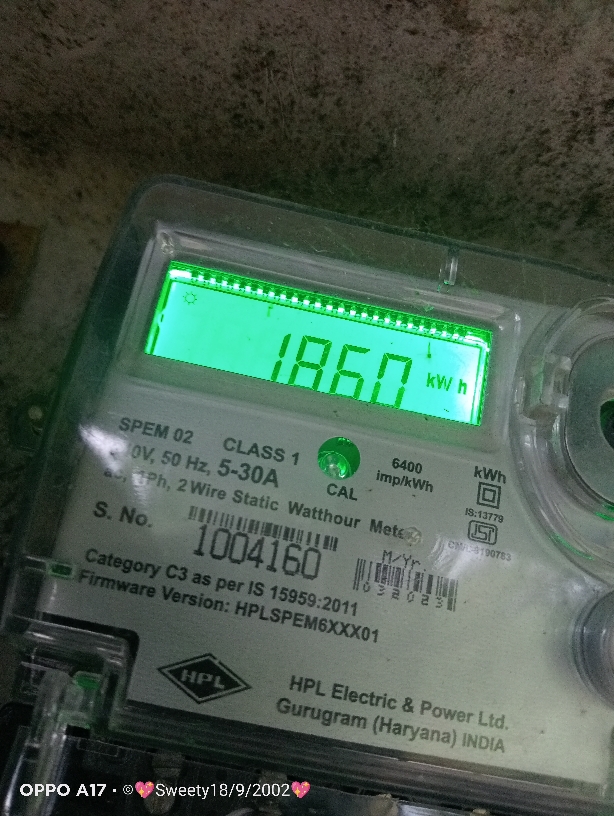 1860 kWh
SPEM 02 CLASS 1
6400 imp/kWh
kWh
50 Hz, 5-30A
CAL
2 Wire Static Watthour
IS:13779
ISI
S. No. 1004160
M/Yr.
032023
Category C3 as per IS 15959:2011
Firmware Version: HPLSPEM6XXX01
HPL
HPL Electric & Power Ltd.
Gurugram (Haryana) INDIA
OPPO A17 · ©💖Sweety18/9/2002💖